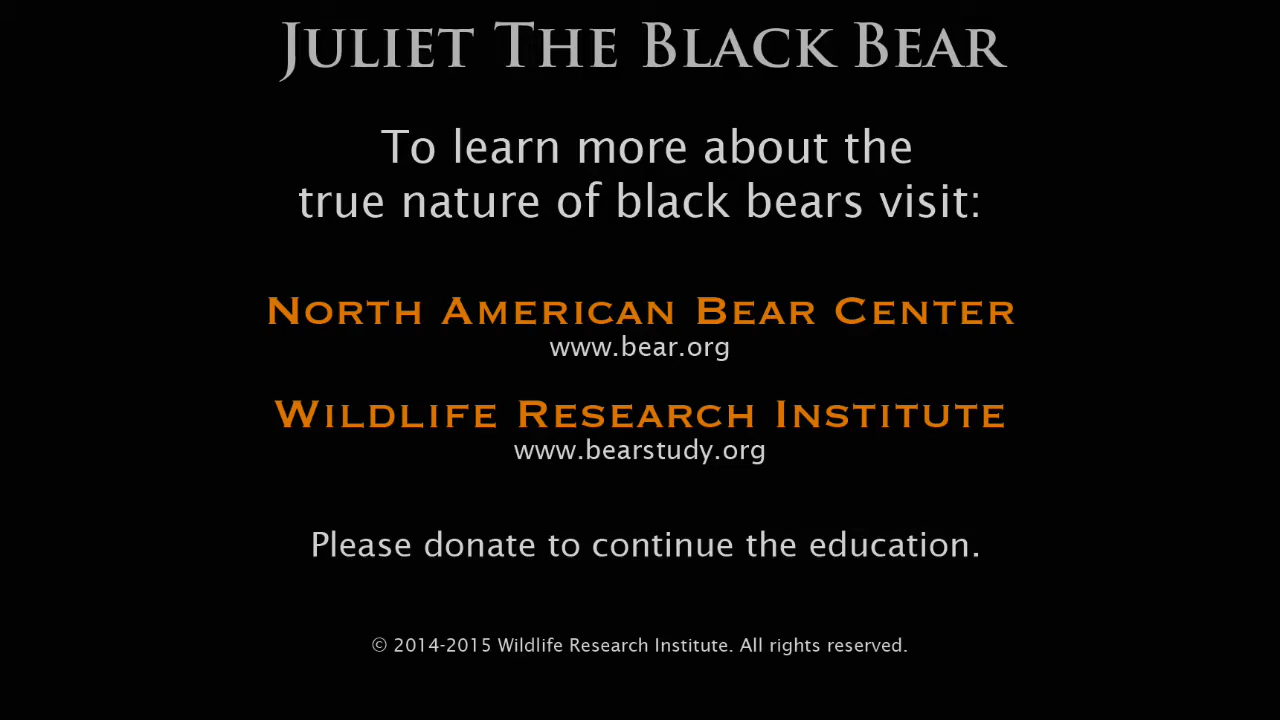 Juliet The Black Bear
To learn more about the
true nature of black bears visit:
North American Bear Center
www.bear.org
Wildlife Research Institute
www.bearstudy.org
Please donate to continue the education.
© 2014-2015 Wildlife Research Institute. All rights reserved.